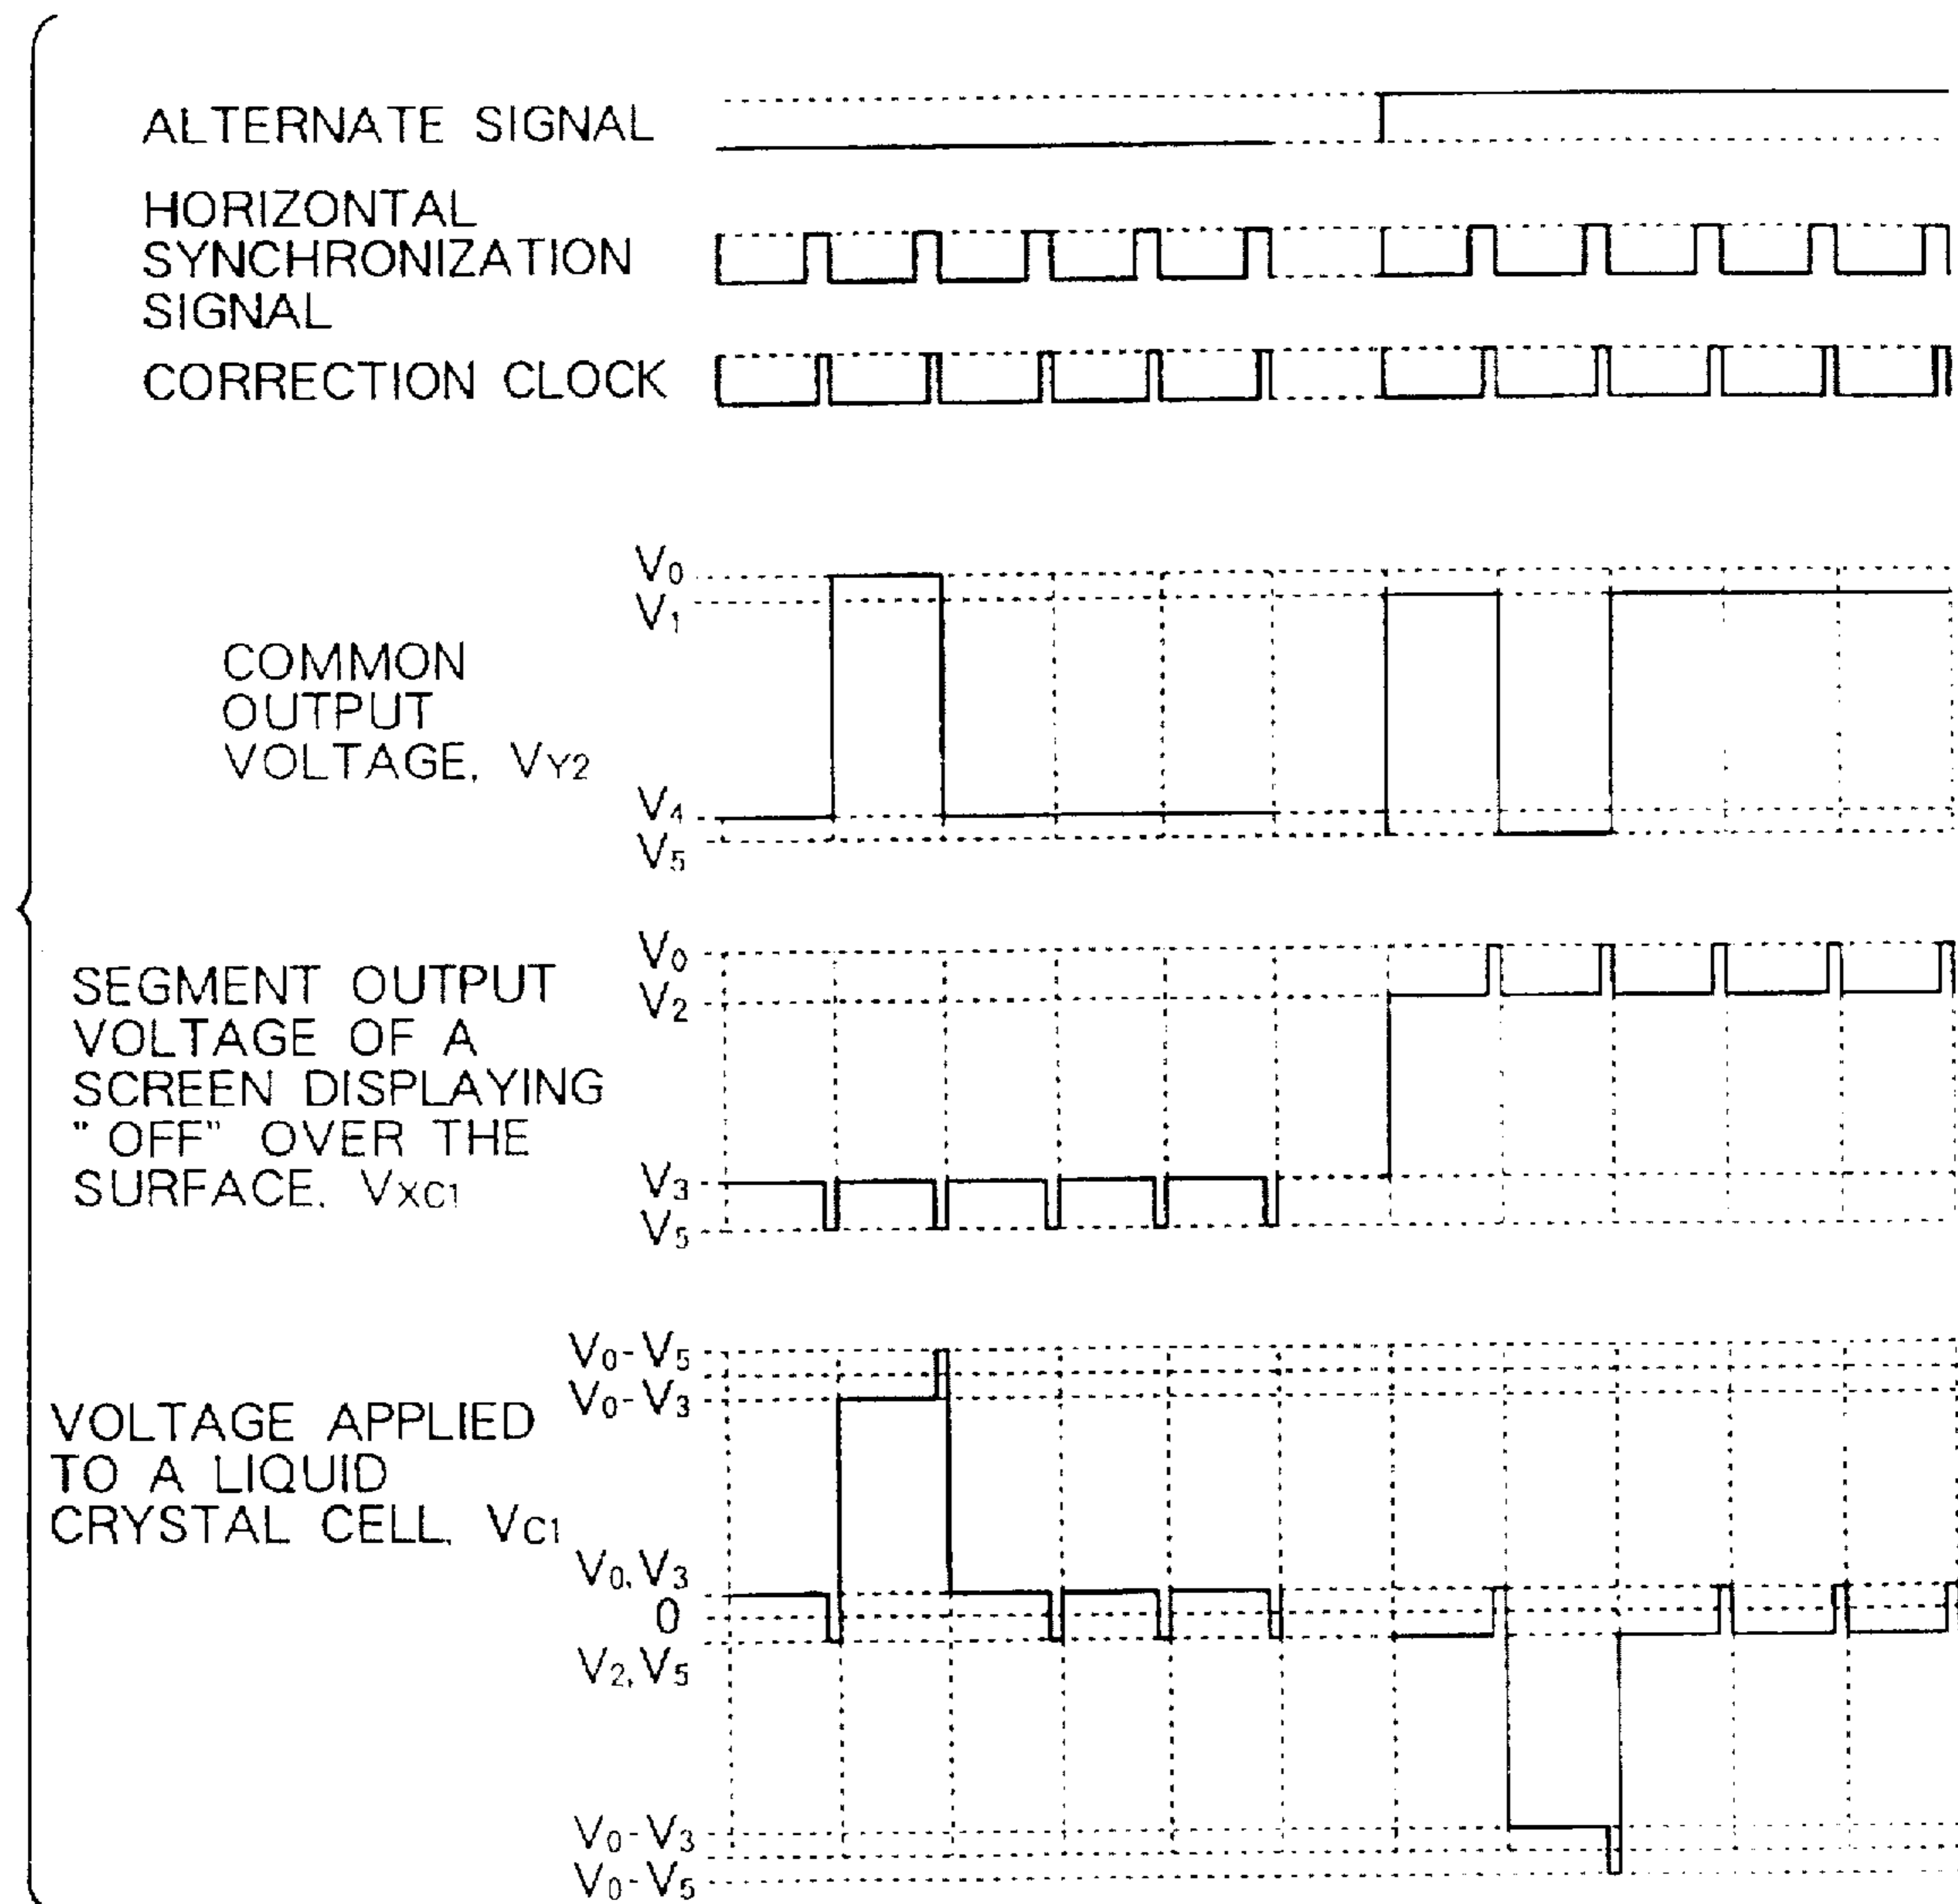 ALTERNATE SIGNAL
HORIZONTAL
SYNCHRONIZATION
SIGNAL
CORRECTION CLOCK
V0
V1
COMMON
OUTPUT
VOLTAGE, VY2
V4
V5
V0
V2
SEGMENT OUTPUT
VOLTAGE OF A
SCREEN DISPLAYING
"OFF" OVER THE
SURFACE, VXC1
V3
V5
V0-V5
V0-V3
VOLTAGE APPLIED
TO A LIQUID
CRYSTAL CELL, VC1
V0, V3
0
V2, V5
V0-V3
V0-V5